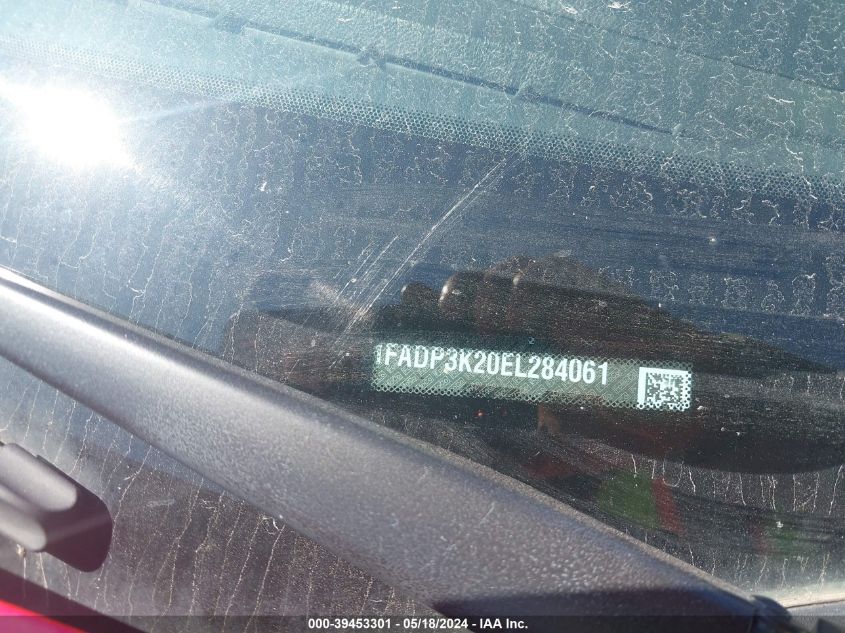 1FADP3K20EL284061
000-39453301 - 05/18/2024 - IAA Inc.